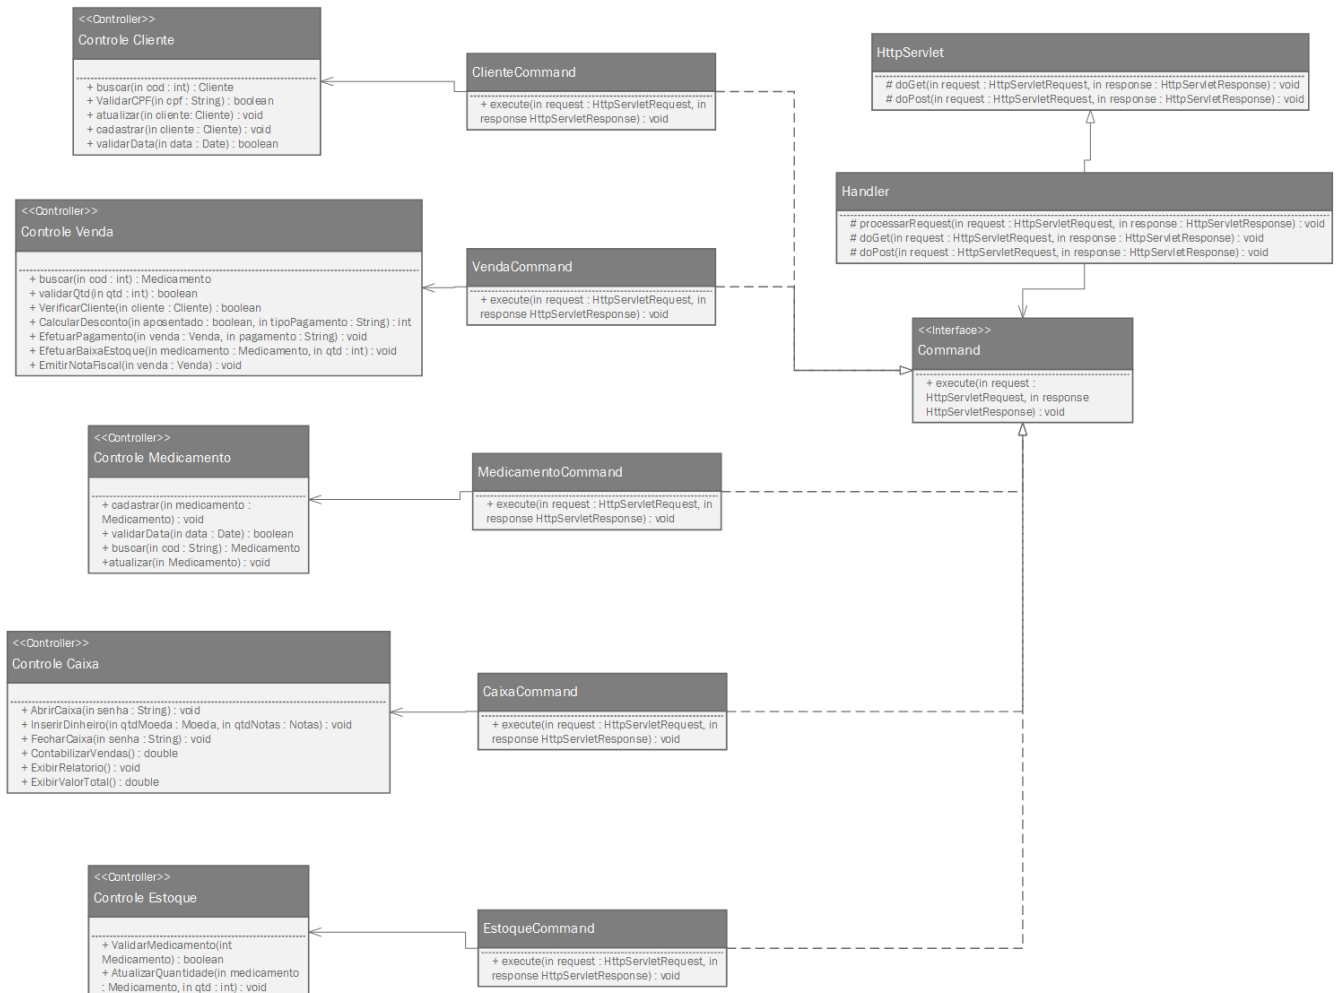 <<Controller>>
Controle Cliente
+ buscar(in cod : int) : Cliente
+ ValidarCPF(in cpf : String) : boolean
+ atualizar(in cliente: Cliente) : void
+ cadastrar(in cliente : Cliente) : void
+ validarData(in data : Date) : boolean
ClienteCommand
+ execute(in request : HttpServletRequest, in
response HttpServletResponse) : void
HttpServlet
# doGet(in request : HttpServletRequest, in response : HttpServletResponse) : void
# doPost(in request : HttpServletRequest, in response : HttpServletResponse) : void
Handler
# processarRequest(in request : HttpServletRequest, in response : HttpServletResponse) : void
# doGet(in request : HttpServletRequest, in response : HttpServletResponse) : void
# doPost(in request : HttpServletRequest, in response : HttpServletResponse) : void
<<Controller>>
Controle Venda
+ buscar(in cod : int) : Medicamento
+ validarQtd(in qtd : int) : boolean
+ VerificarCliente(in cliente : Cliente) : boolean
+ CalcularDesconto(in aposentado : boolean, in tipoPagamento : String) : int
+ EfetuarPagamento(in venda : Venda, in pagamento : String) : void
+ EfetuarBaixaEstoque(in medicamento : Medicamento, in qtd : int) : void
+ EmitirNotaFiscal(in venda : Venda) : void
VendaCommand
+ execute(in request : HttpServletRequest, in
response HttpServletResponse) : void
<<Interface>>
Command
+ execute(in request :
HttpServletRequest, in response
HttpServletResponse) : void
<<Controller>>
Controle Medicamento
+ cadastrar(in medicamento :
Medicamento) : void
+ validarData(in data : Date) : boolean
+ buscar(in cod : String) : Medicamento
+atualizar(in Medicamento) : void
MedicamentoCommand
+ execute(in request : HttpServletRequest, in
response HttpServletResponse) : void
<<Controller>>
Controle Caixa
+ AbrirCaixa(in senha : String) : void
+ InserirDinheiro(in qtdMoeda : Moeda, in qtdNotas : Notas) : void
+ FecharCaixa(in senha : String) : void
+ ContabilizarVendas() : double
+ ExibirRelatorio() : void
+ ExibirValorTotal() : double
CaixaCommand
+ execute(in request : HttpServletRequest, in
response HttpServletResponse) : void
<<Controller>>
Controle Estoque
+ ValidarMedicamento(int
Medicamento) : boolean
+ AtualizarQuantidade(in medicamento
: Medicamento, in qtd : int) : void
EstoqueCommand
+ execute(in request : HttpServletRequest, in
response HttpServletResponse) : void